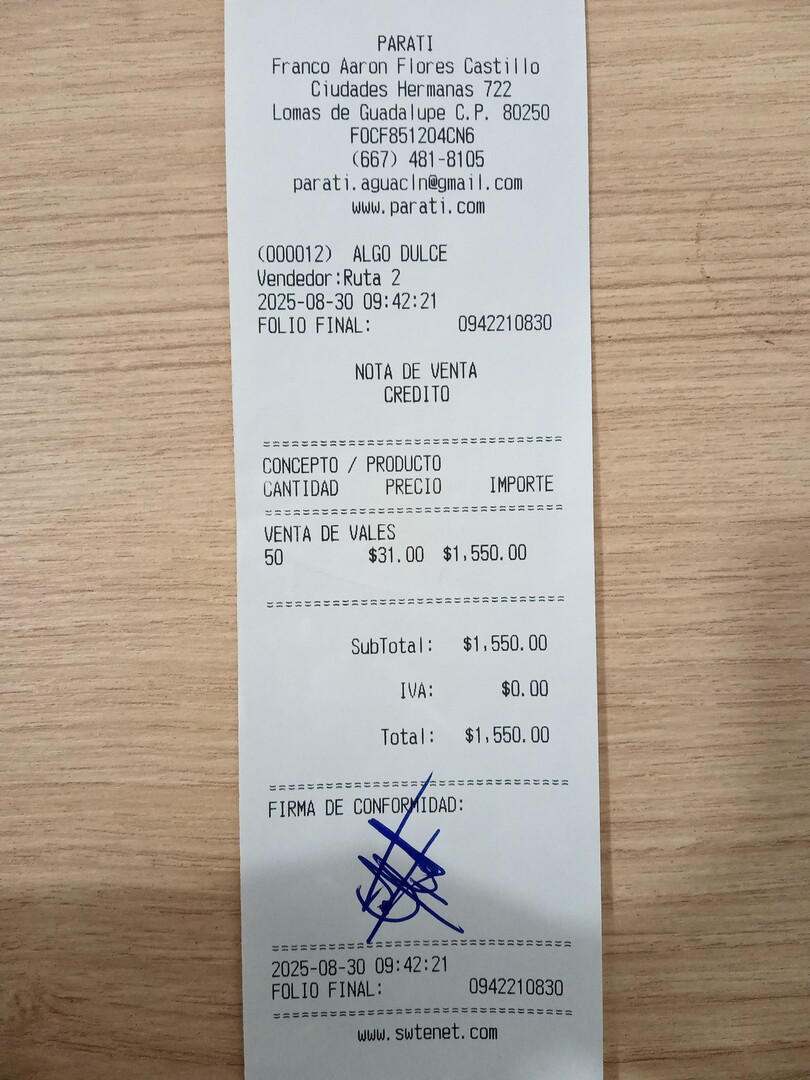 PARATI
Franco Aaron Flores Castillo
Ciudades Hermanas 722
Lomas de Guadalupe C.P. 80250
FOCF851204CN6
(667) 481-8105
parati.aguacln@gmail.com
www.parati.com
(000012) ALGO DULCE
Vendedor:Ruta 2
2025-08-30 09:42:21
FOLIO FINAL: 0942210830
NOTA DE VENTA
CREDITO
===============================
CONCEPTO / PRODUCTO
CANTIDAD PRECIO IMPORTE
===============================
VENTA DE VALES
50 $31.00 $1,550.00
===============================
SubTotal: $1,550.00
IVA: $0.00
Total: $1,550.00
===============================
FIRMA DE CONFORMIDAD:
===============================
2025-08-30 09:42:21
FOLIO FINAL: 0942210830
===============================
www.swtenet.com